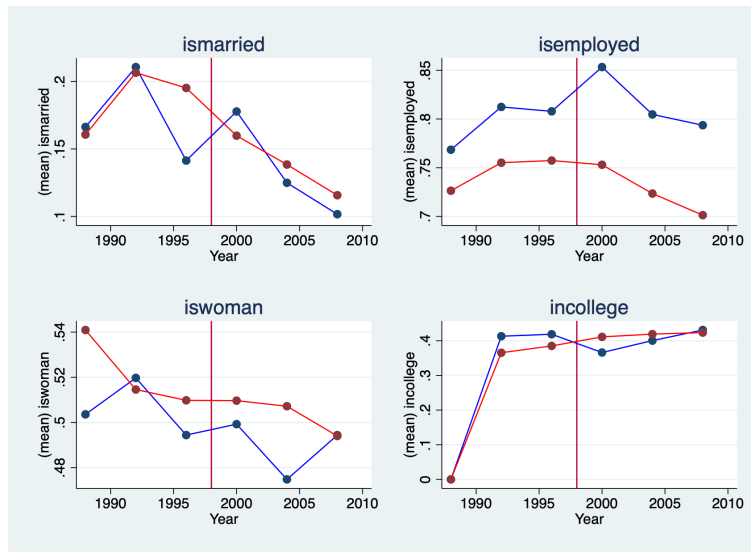 ismarried
(mean) ismarried
.2
.15
.1
1990 1995 2000 2005 2010
Year
isemployed
(mean) isemployed
.85
.8
.75
.7
1990 1995 2000 2005 2010
Year
iswoman
(mean) iswoman
.54
.52
.5
.48
1990 1995 2000 2005 2010
Year
incollege
(mean) incollege
.4
.3
.2
.1
0
1990 1995 2000 2005 2010
Year